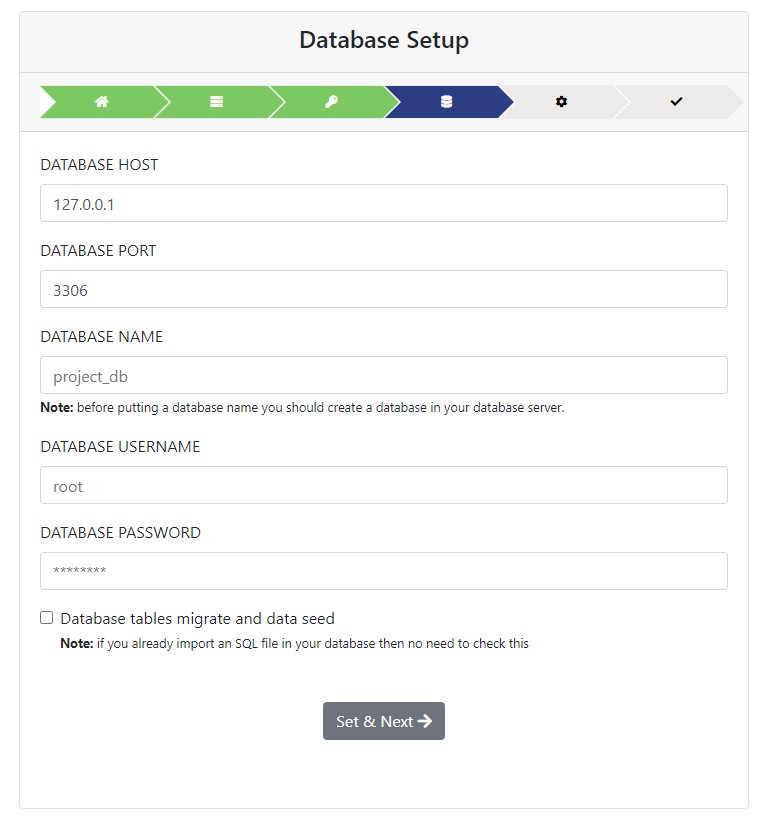 Database Setup
DATABASE HOST
127.0.0.1
DATABASE PORT
3306
DATABASE NAME
project_db
Note: before putting a database name you should create a database in your database server.
DATABASE USERNAME
root
DATABASE PASSWORD
********
Database tables migrate and data seed
Note: if you already import an SQL file in your database then no need to check this
Set & Next